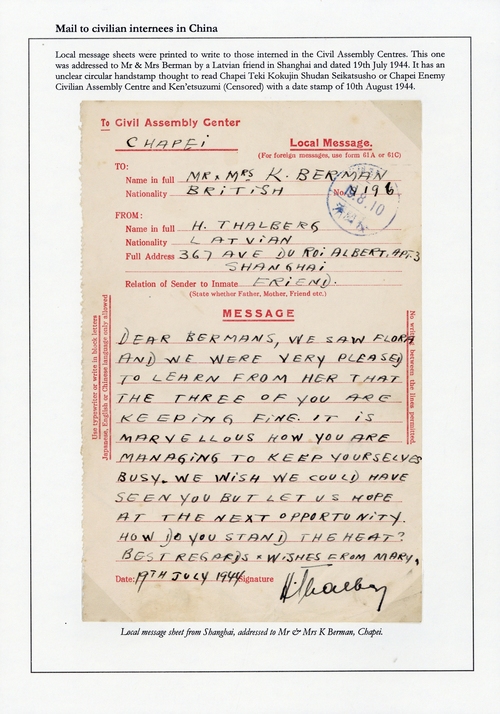 Mail to civilian internees in China
Local message sheets were printed to write to those interned in the Civil Assembly Centres. This one
was addressed to Mr & Mrs Berman by a Latvian friend in Shanghai and dated 19th July 1944. It has an
unclear circular handstamp thought to read Chapei Teki Kokujin Shudan Seikatsusho or Chapei Enemy
Civilian Assembly Centre and Ken'etsuzumi (Censored) with a date stamp of 10th August 1944.
To Civil Assembly Center
CHAPEI
Local Message.
(For foreign messages, use form 61A or 61C)
TO:
Name in full MR & MRS K. BERMAN
Nationality BRITISH No. 196
19.8.10
FROM:
Name in full H. THALBERG
Nationality LATVIAN
Full Address 367 AVE DU ROI ALBERT, APT. 3
SHANGHAI
Relation of Sender to Inmate FRIEND.
(State whether Father, Mother, Friend etc.)
MESSAGE
Use typewriter or write in block letters
Japanese, English or Chinese language only allowed
No writing between the lines permitted.
DEAR BERMANS, WE SAW FLORA
AND WE WERE VERY PLEASED
TO LEARN FROM HER THAT
THE THREE OF YOU ARE
KEEPING FINE. IT IS
MARVELLOUS HOW YOU ARE
MANAGING TO KEEP YOURSELVES
BUSY. WE WISH WE COULD HAVE
SEEN YOU BUT LET US HOPE
AT THE NEXT OPPORTUNITY.
HOW DO YOU STAND THE HEAT?
BEST REGARDS & WISHES FROM MARY,
Date: 19TH JULY 1944 Signature H. Thalberg
Local message sheet from Shanghai, addressed to Mr & Mrs K Berman, Chapei.